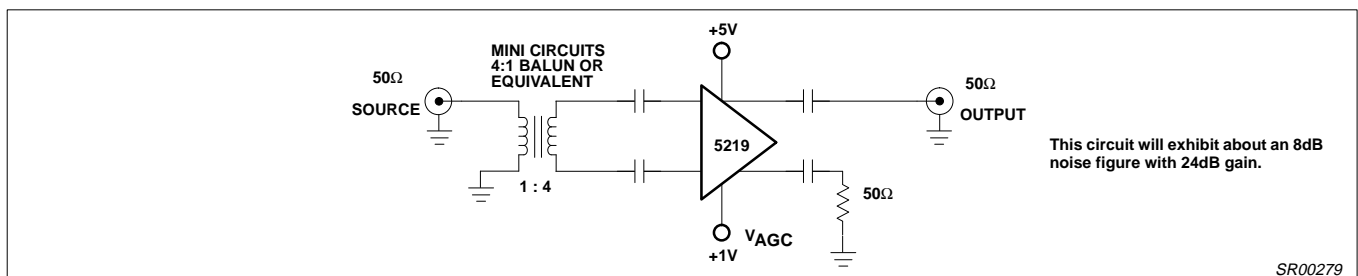 +5V
MINI CIRCUITS
4:1 BALUN OR
EQUIVALENT
50Ω
SOURCE
50Ω
OUTPUT
5219
This circuit will exhibit about an 8dB
noise figure with 24dB gain.
1 : 4
50Ω
VAGC
+1V
SR00279